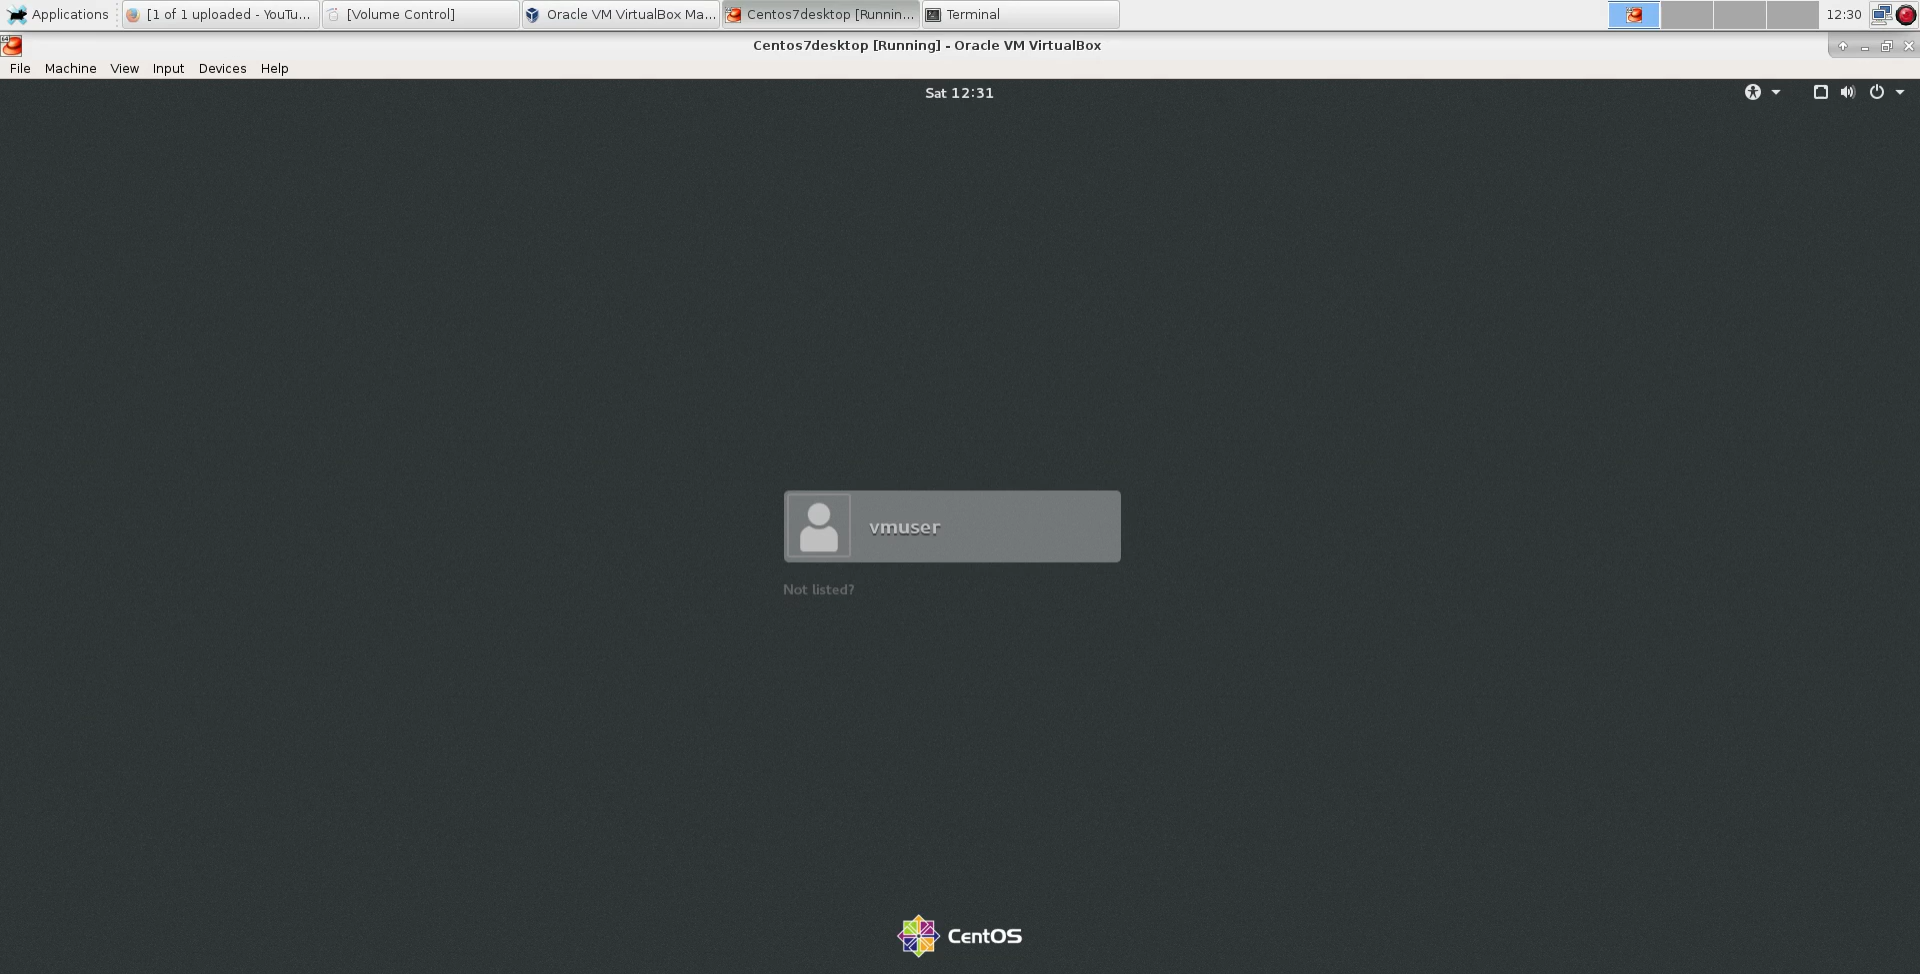 Applications [1 of 1 uploaded - YouTu... [Volume Control] Oracle VM VirtualBox Ma... Centos7desktop [Runnin... Terminal 12:30
Centos7desktop [Running] - Oracle VM VirtualBox
File Machine View Input Devices Help
Sat 12:31
vmuser
Not listed?
CentOS